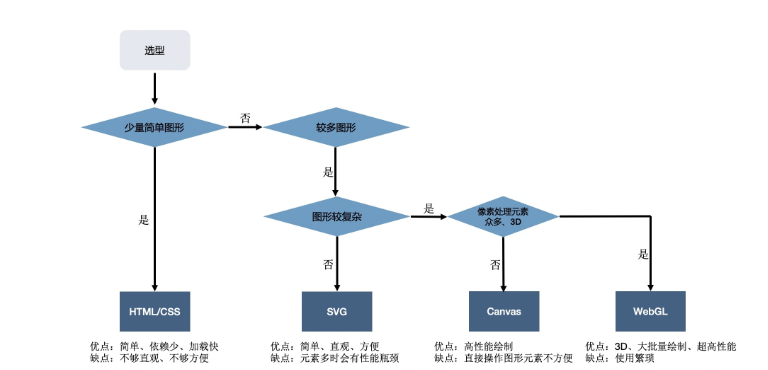 选型
少量简单图形
否
较多图形
是
是
图形较复杂
是
像素处理元素
众多、3D
否
否
是
HTML/CSS
SVG
Canvas
WebGL
优点：简单、依赖少、加载快
缺点：不够直观、不够方便
优点：简单、直观、方便
缺点：元素多时会有性能瓶颈
优点：高性能绘制
缺点：直接操作图形元素不方便
优点：3D、大批量绘制、超高性能
缺点：使用繁琐